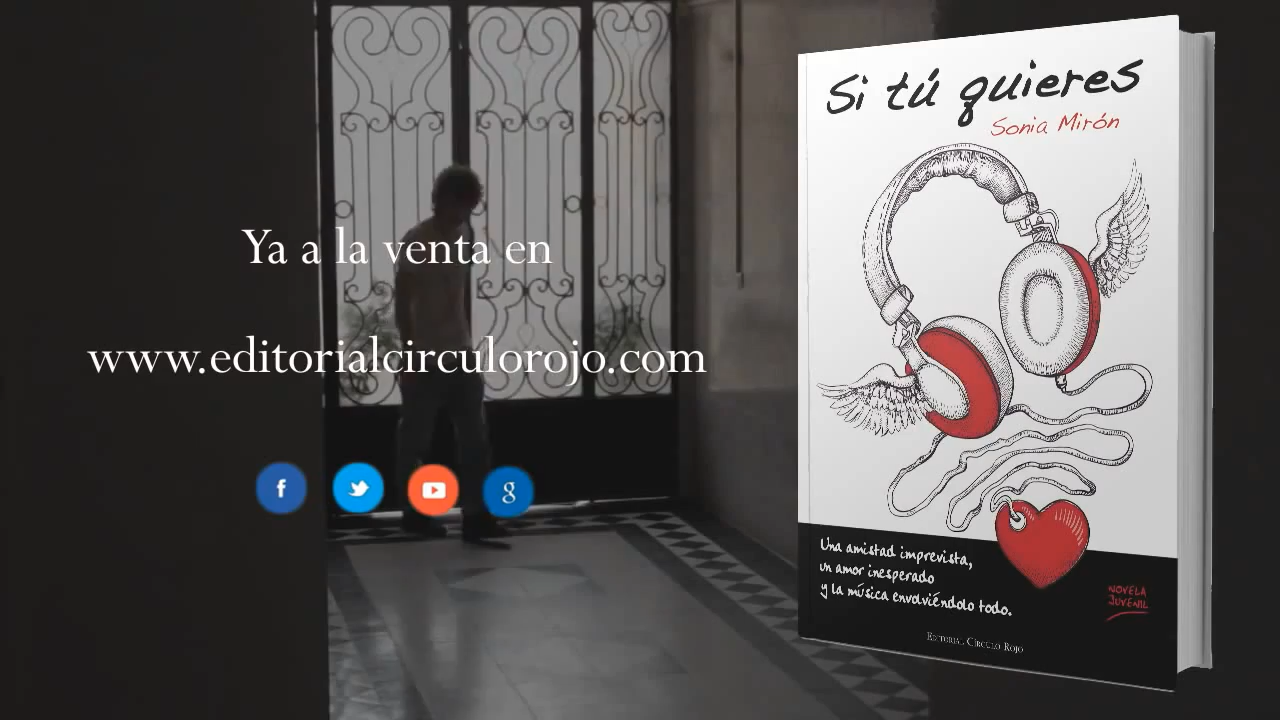 Ya a la venta en
www.editorialcirculorojo.com
f
g
Si tú quieres
Sonia Mirón
Una amistad imprevista,
un amor inesperado
y la música envolviéndolo todo.
NOVELA
JUVENIL
Editorial Círculo Rojo